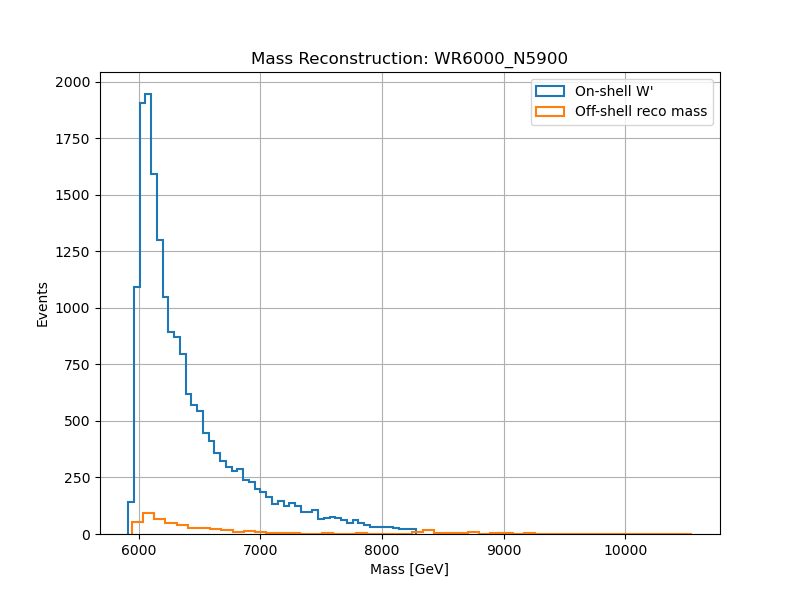 Mass Reconstruction: WR6000_N5900
On-shell W'
Off-shell reco mass
2000
1750
1500
1250
1000
750
500
250
0
Events
6000 7000 8000 9000 10000
Mass [GeV]